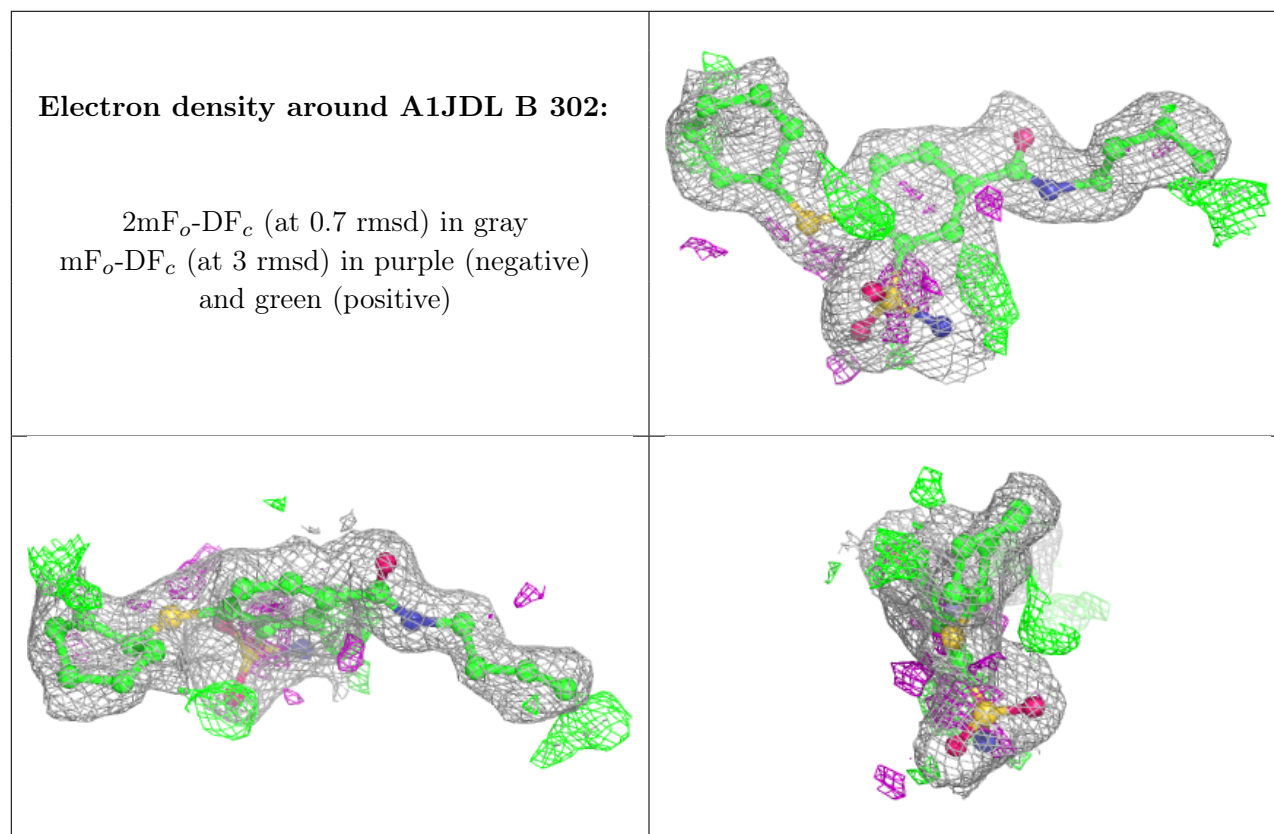 Electron density around A1JDL B 302:
2mFo-DFc (at 0.7 rmsd) in gray
mFo-DFc (at 3 rmsd) in purple (negative)
and green (positive)